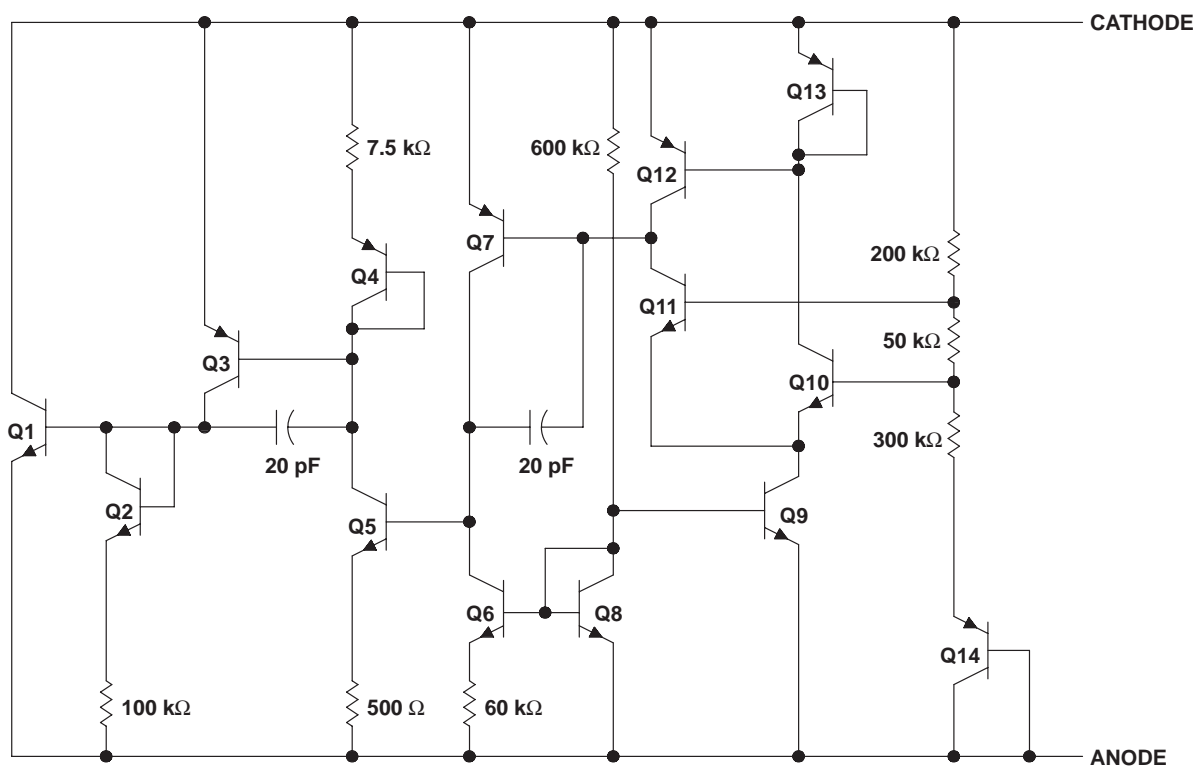 CATHODE
Q13
7.5 kΩ
600 kΩ
Q12
Q7
200 kΩ
Q4
Q11
50 kΩ
Q3
Q10
Q1
300 kΩ
20 pF
20 pF
Q2
Q5
Q9
Q6
Q8
Q14
100 kΩ
500 Ω
60 kΩ
ANODE